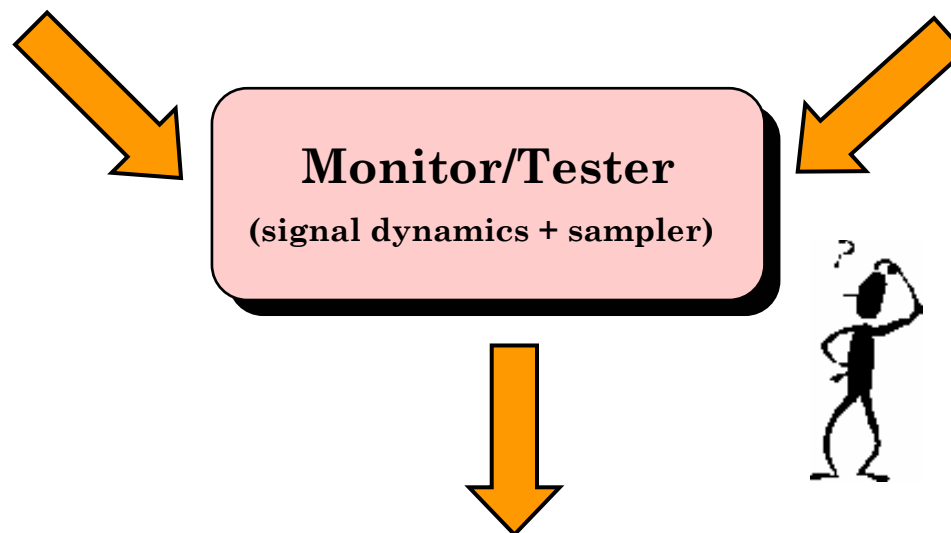 Monitor/Tester
(signal dynamics + sampler)
?